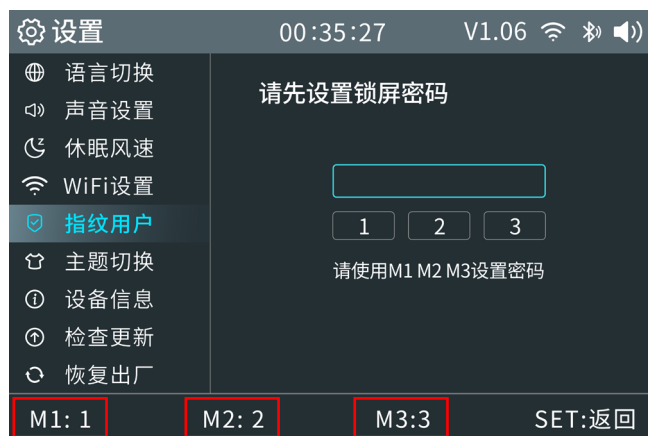 设置 00:35:27 V1.06
语言切换
声音设置
休眠风速
WiFi设置
指纹用户
主题切换
设备信息
检查更新
恢复出厂
请先设置锁屏密码
1 2 3
请使用M1 M2 M3设置密码
M1: 1 M2: 2 M3:3 SET:返回